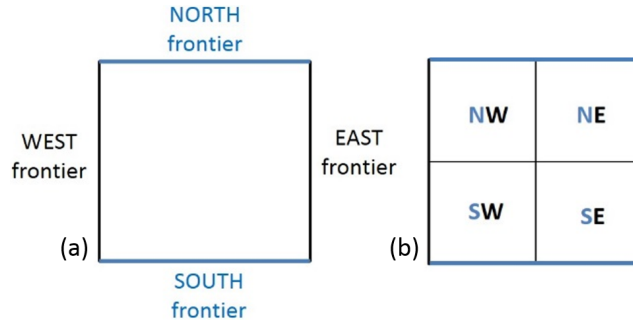 NORTH
frontier
WEST
frontier
EAST
frontier
(a)
SOUTH
frontier
NW NE
SW SE
(b)